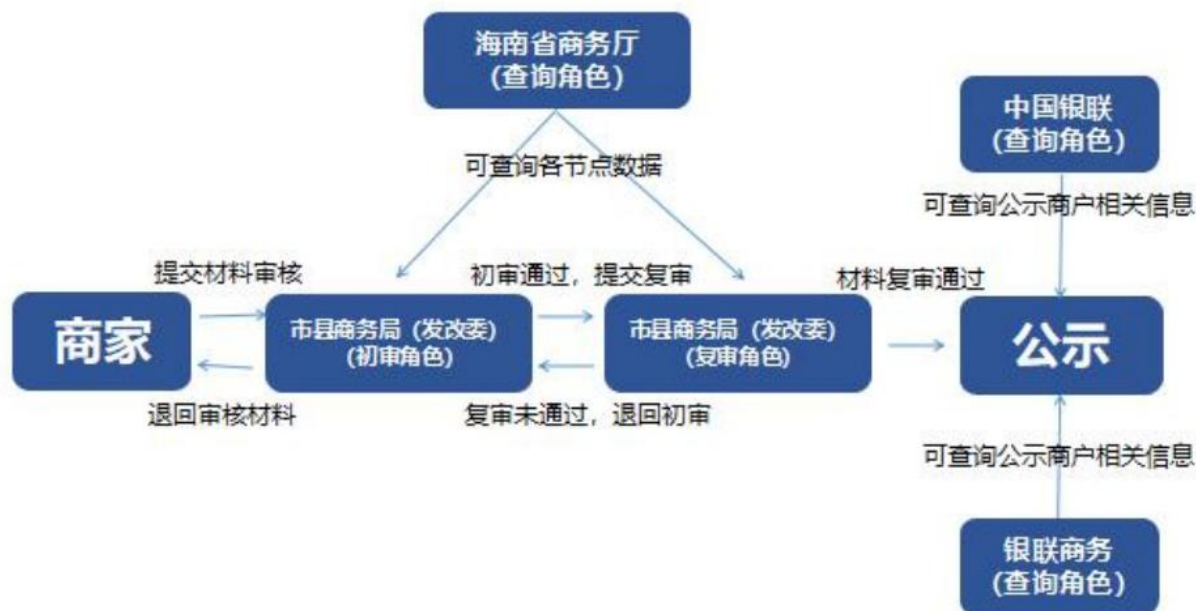 海南省商务厅
(查询角色)
中国银联
(查询角色)
可查询各节点数据
可查询公示商户相关信息
提交材料审核
初审通过，提交复审
材料复审通过
商家
市县商务局（发改委）
(初审角色)
市县商务局（发改委）
(复审角色)
公示
退回审核材料
复审未通过，退回初审
可查询公示商户相关信息
银联商务
(查询角色)